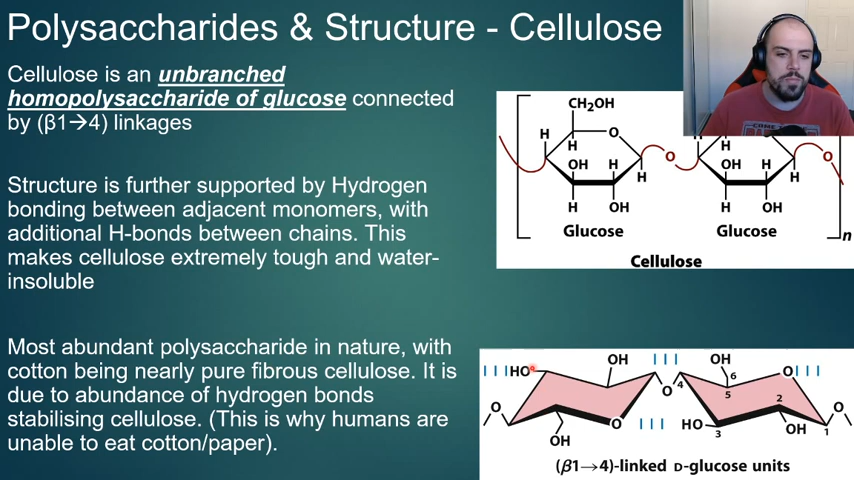 Polysaccharides & Structure - Cellulose
Cellulose is an unbranched
homopolysaccharide of glucose connected
by (β1→4) linkages
Structure is further supported by Hydrogen
bonding between adjacent monomers, with
additional H-bonds between chains. This
makes cellulose extremely tough and water-
insoluble
Most abundant polysaccharide in nature, with
cotton being nearly pure fibrous cellulose. It is
due to abundance of hydrogen bonds
stabilising cellulose. (This is why humans are
unable to eat cotton/paper).
CH2OH
H O H
H O O
OH H OH H
H H
H OH H OH
Glucose Glucose
n
Cellulose
OH OH
HO 6 O
4 5 2
O O O
O HO 3 OH 1
OH
(β1→4)-linked D-glucose units